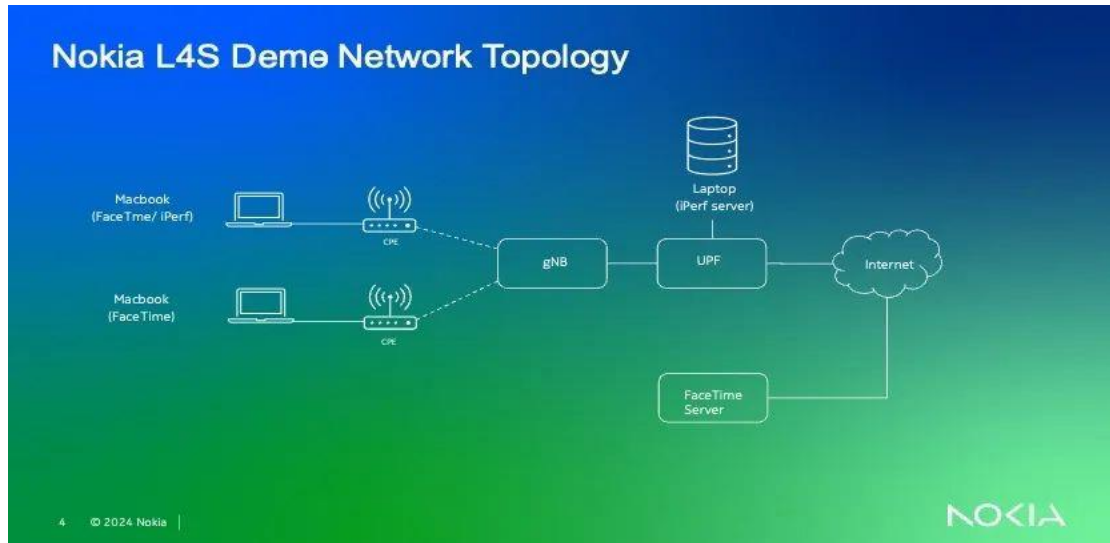 Nokia L4S Demo Network Topology
Macbook
(FaceTme/ iPerf)
CPE
Macbook
(FaceTime)
CPE
gNB
Laptop
(iPerf server)
UPF
Internet
FaceTime
Server
4 © 2024 Nokia
NOKIA